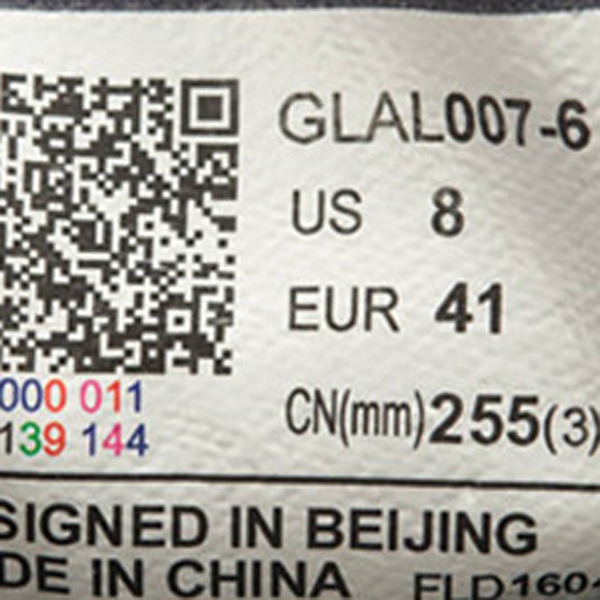 GLAL007-6
US 8
EUR 41
CN(mm)255(3)
000 011
139 144
SIGNED IN BEIJING
DE IN CHINA FLD160